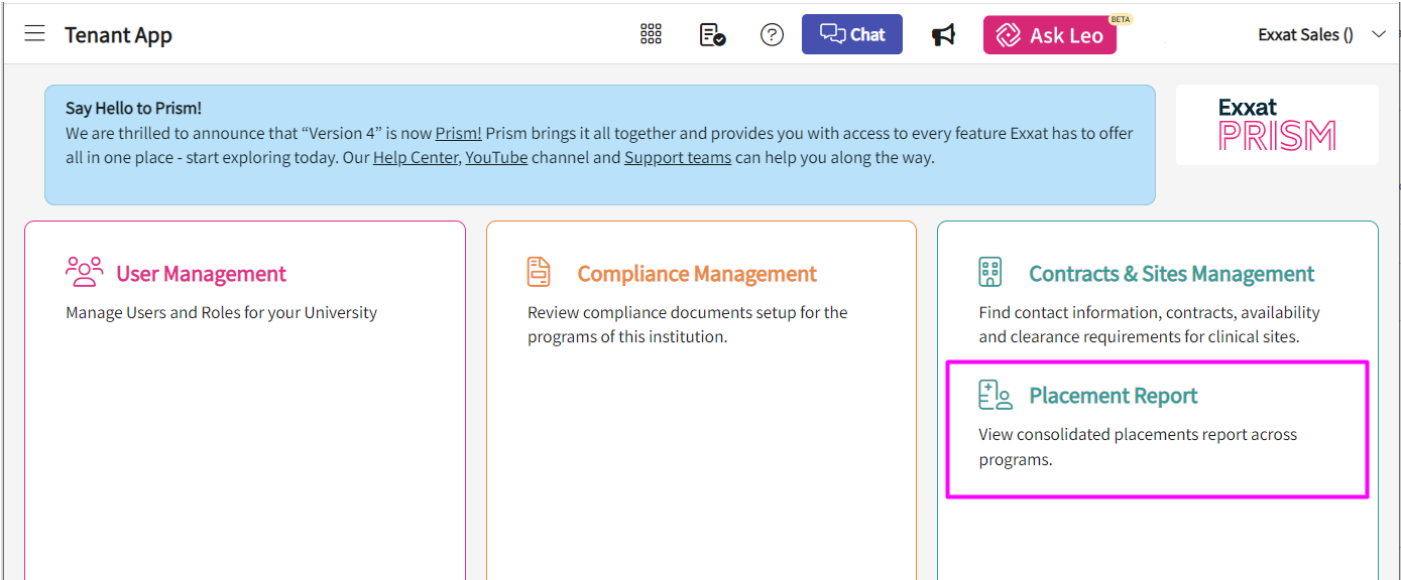 Tenant App
Chat
Ask Leo
BETA
Exxat Sales ()
Say Hello to Prism!
We are thrilled to announce that “Version 4” is now Prism! Prism brings it all together and provides you with access to every feature Exxat has to offer
all in one place - start exploring today. Our Help Center, YouTube channel and Support teams can help you along the way.
Exxat
PRISM
User Management
Manage Users and Roles for your University
Compliance Management
Review compliance documents setup for the
programs of this institution.
Contracts & Sites Management
Find contact information, contracts, availability
and clearance requirements for clinical sites.
Placement Report
View consolidated placements report across
programs.